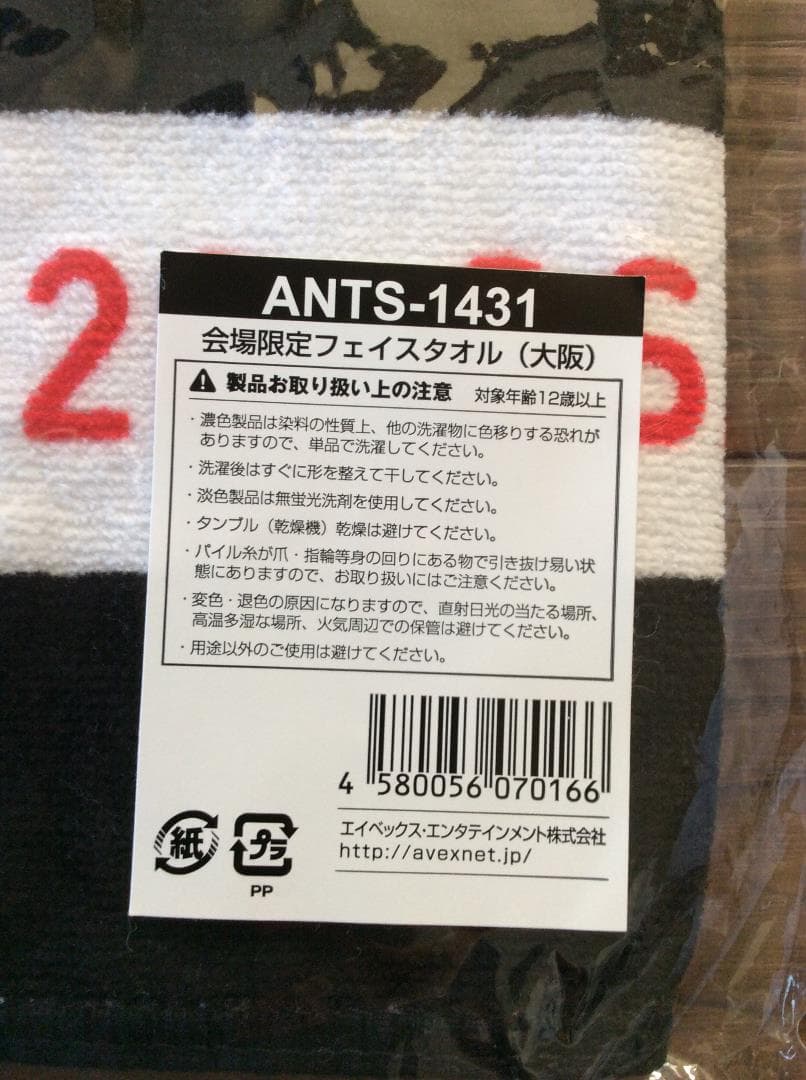 2 6
ANTS-1431
会場限定フェイスタオル（大阪）
製品お取り扱い上の注意 対象年齢12歳以上
・濃色製品は染料の性質上、他の洗濯物に色移りする恐れが
ありますので、単品で洗濯してください。
・洗濯後はすぐに形を整えて干してください。
・淡色製品は無蛍光洗剤を使用してください。
・タンブル（乾燥機）乾燥は避けてください。
・パイル糸が爪・指輪等身の回りにある物で引き抜け易い状
態にありますので、お取り扱いにはご注意ください。
・変色・退色の原因になりますので、直射日光の当たる場所、
高温多湿な場所、火気周辺での保管は避けてください。
・用途以外のご使用は避けてください。
4 580056 070166
紙 プラ
PP
エイベックス・エンタテインメント株式会社
http://avexnet.jp/